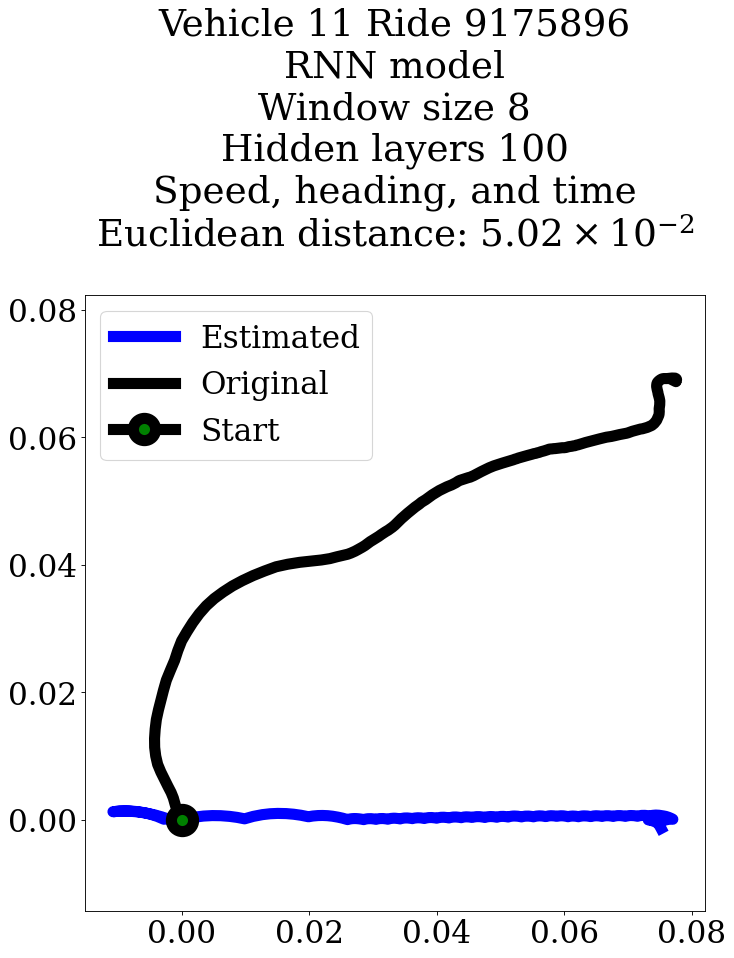 Vehicle 11 Ride 9175896
RNN model
Window size 8
Hidden layers 100
Speed, heading, and time
Euclidean distance: 5.02 × 10⁻²
0.08
0.06
0.04
0.02
0.00
Estimated
Original
Start
0.00 0.02 0.04 0.06 0.08